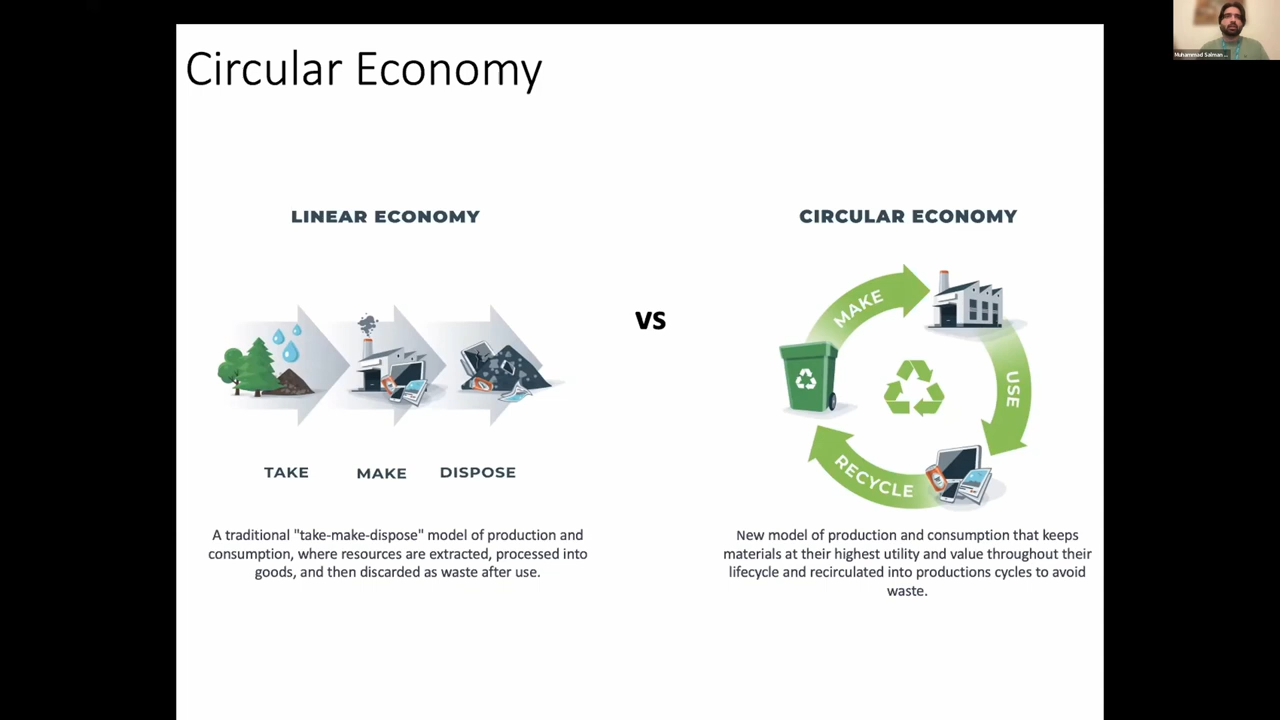 Circular Economy
Muhammad Salman ...
LINEAR ECONOMY
TAKE
MAKE
DISPOSE
A traditional "take-make-dispose" model of production and
consumption, where resources are extracted, processed into
goods, and then discarded as waste after use.
VS
CIRCULAR ECONOMY
MAKE
USE
RECYCLE
New model of production and consumption that keeps
materials at their highest utility and value throughout their
lifecycle and recirculated into productions cycles to avoid
waste.